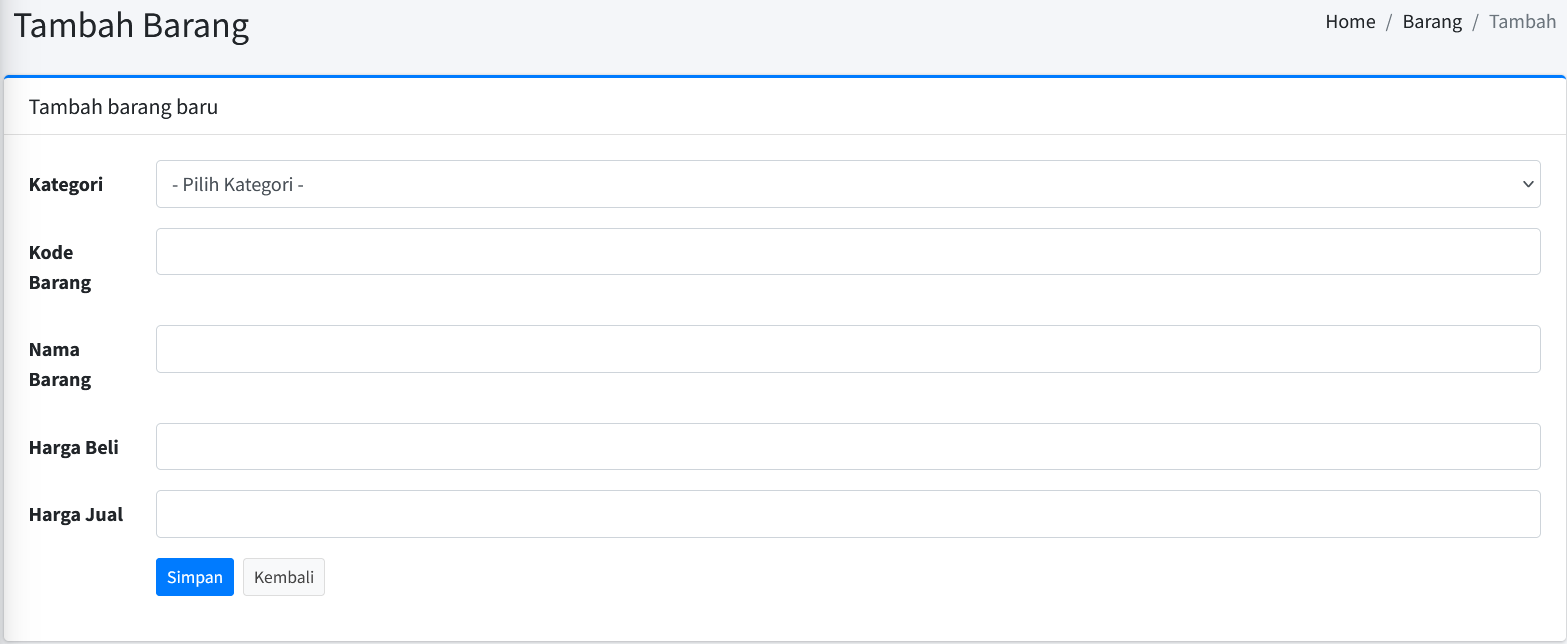 Tambah Barang
Home / Barang / Tambah
Tambah barang baru
Kategori
- Pilih Kategori -
Kode
Barang
Nama
Barang
Harga Beli
Harga Jual
Simpan
Kembali